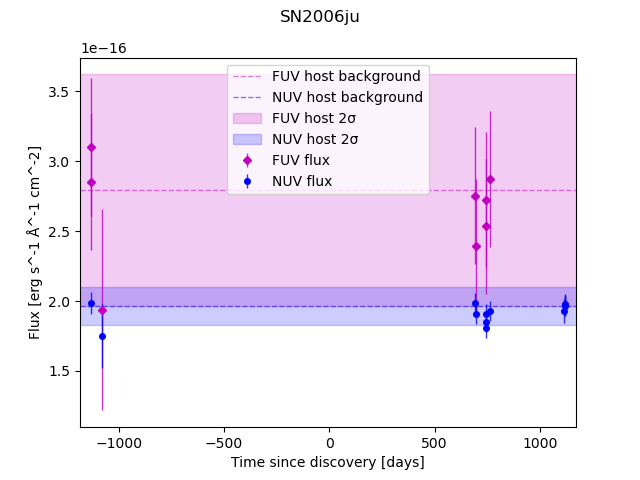 SN2006ju
1e−16
3.5
3.0
2.5
2.0
1.5
Flux [erg s^-1 Å^-1 cm^-2]
FUV host background
NUV host background
FUV host 2σ
NUV host 2σ
FUV flux
NUV flux
−1000
−500
0
500
1000
Time since discovery [days]